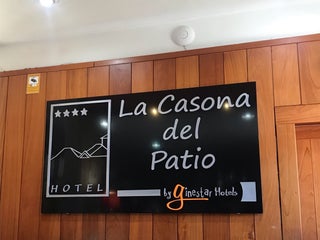 La Casona
del
Patio
HOTEL
by ginestar Hotels